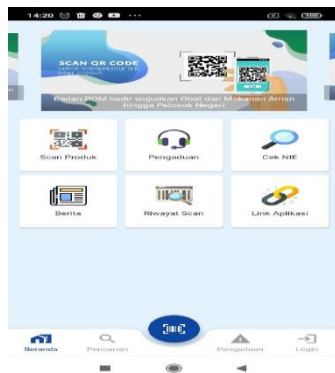 14:20
SCAN QR CODE
Badan POM hadir wujudkan Obat dan Makanan Aman
hingga Pelosok Negeri
Scan Produk
Pengaduan
Cek NIE
Berita
Riwayat Scan
Link Aplikasi
Beranda
Pencarian
Pengaduan
Login